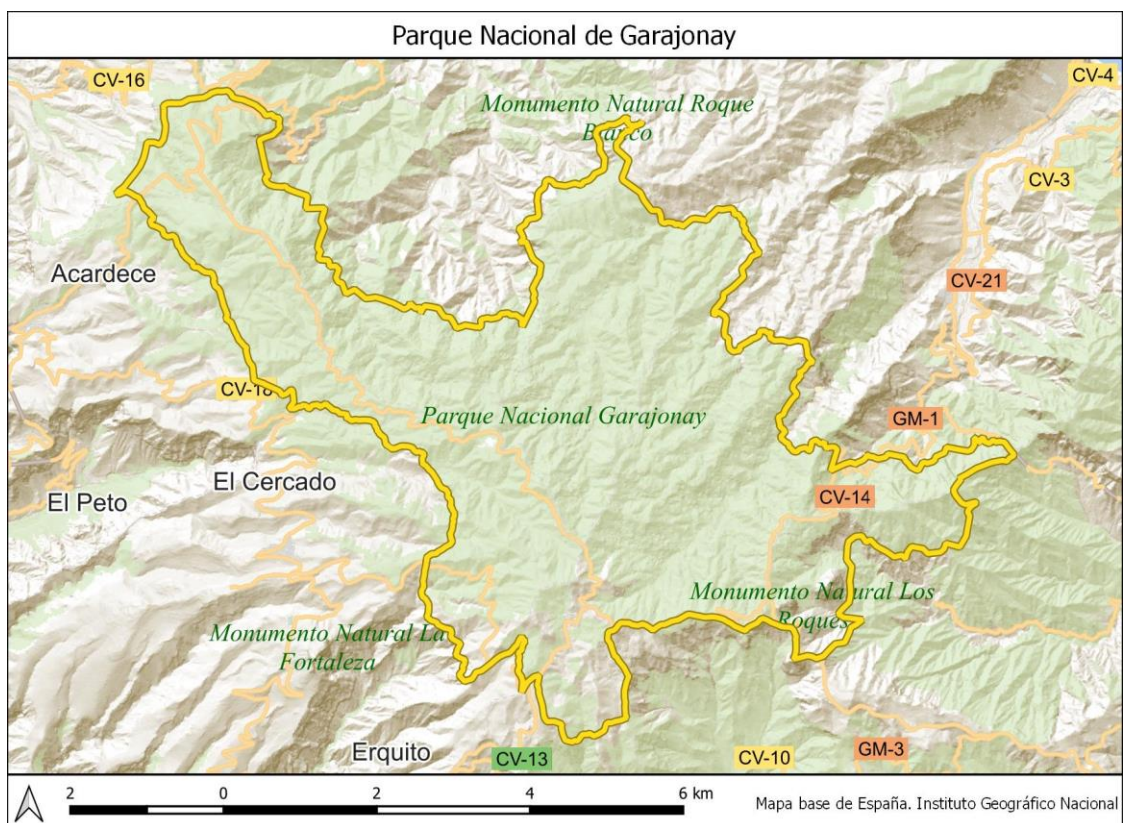 Parque Nacional de Garajonay
CV-16
CV-4
Monumento Natural Roque
Blanco
CV-3
Acardece
CV-21
CV-18
Parque Nacional Garajonay
GM-1
El Cercado
El Peto
CV-14
Monumento Natural Los
Roques
Monumento Natural La
Fortaleza
Erquito
CV-13
CV-10
GM-3
2 0 2 4 6 km
Mapa base de España. Instituto Geográfico Nacional